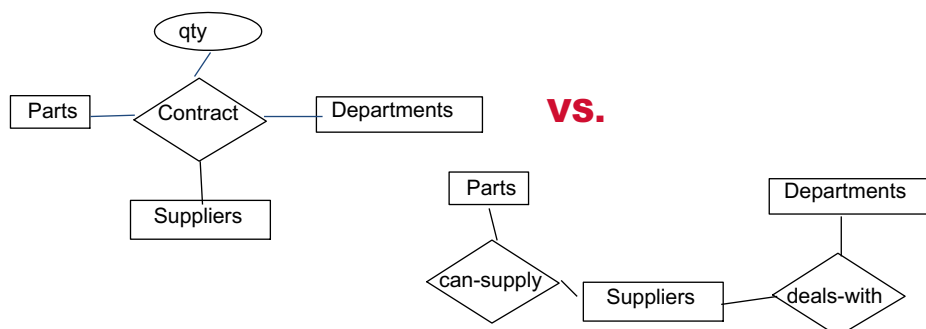 qty
Parts
Contract
Departments
vs.
Suppliers
Parts
Departments
can-supply
Suppliers
deals-with